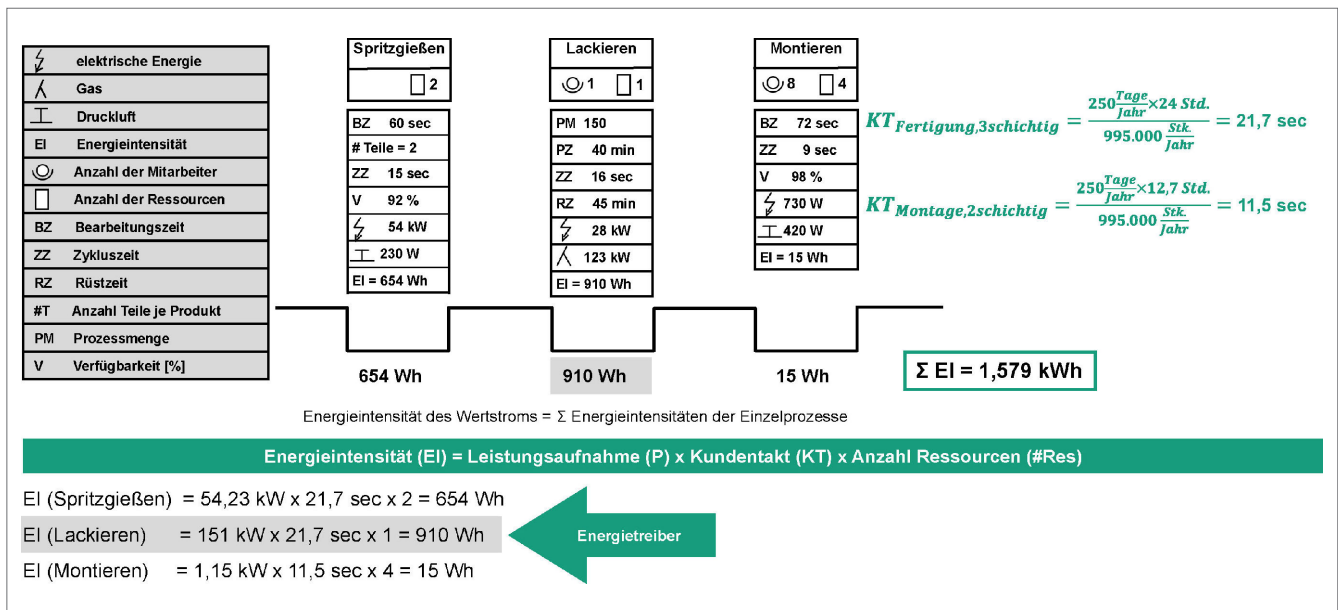 elektrische Energie
Gas
Druckluft
EI Energieintensität
Anzahl der Mitarbeiter
Anzahl der Ressourcen
BZ Bearbeitungszeit
ZZ Zykluszeit
RZ Rüstzeit
#T Anzahl Teile je Produkt
PM Prozessmenge
V Verfügbarkeit [%]
Spritzgießen
2
BZ 60 sec
# Teile = 2
ZZ 15 sec
V 92 %
54 kW
230 W
EI = 654 Wh
Lackieren
1 1
PM 150
PZ 40 min
ZZ 16 sec
RZ 45 min
28 kW
123 kW
EI = 910 Wh
Montieren
8 4
BZ 72 sec
ZZ 9 sec
V 98 %
730 W
420 W
EI = 15 Wh
KT Fertigung,3schichtig = 250 Tage/Jahr × 24 Std. / 995.000 Stk./Jahr = 21,7 sec
KT Montage,2schichtig = 250 Tage/Jahr × 12,7 Std. / 995.000 Stk./Jahr = 11,5 sec
654 Wh 910 Wh 15 Wh
Σ EI = 1,579 kWh
Energieintensität des Wertstroms = Σ Energieintensitäten der Einzelprozesse
Energieintensität (EI) = Leistungsaufnahme (P) x Kundentakt (KT) x Anzahl Ressourcen (#Res)
EI (Spritzgießen) = 54,23 kW x 21,7 sec x 2 = 654 Wh
EI (Lackieren) = 151 kW x 21,7 sec x 1 = 910 Wh
Energietreiber
EI (Montieren) = 1,15 kW x 11,5 sec x 4 = 15 Wh